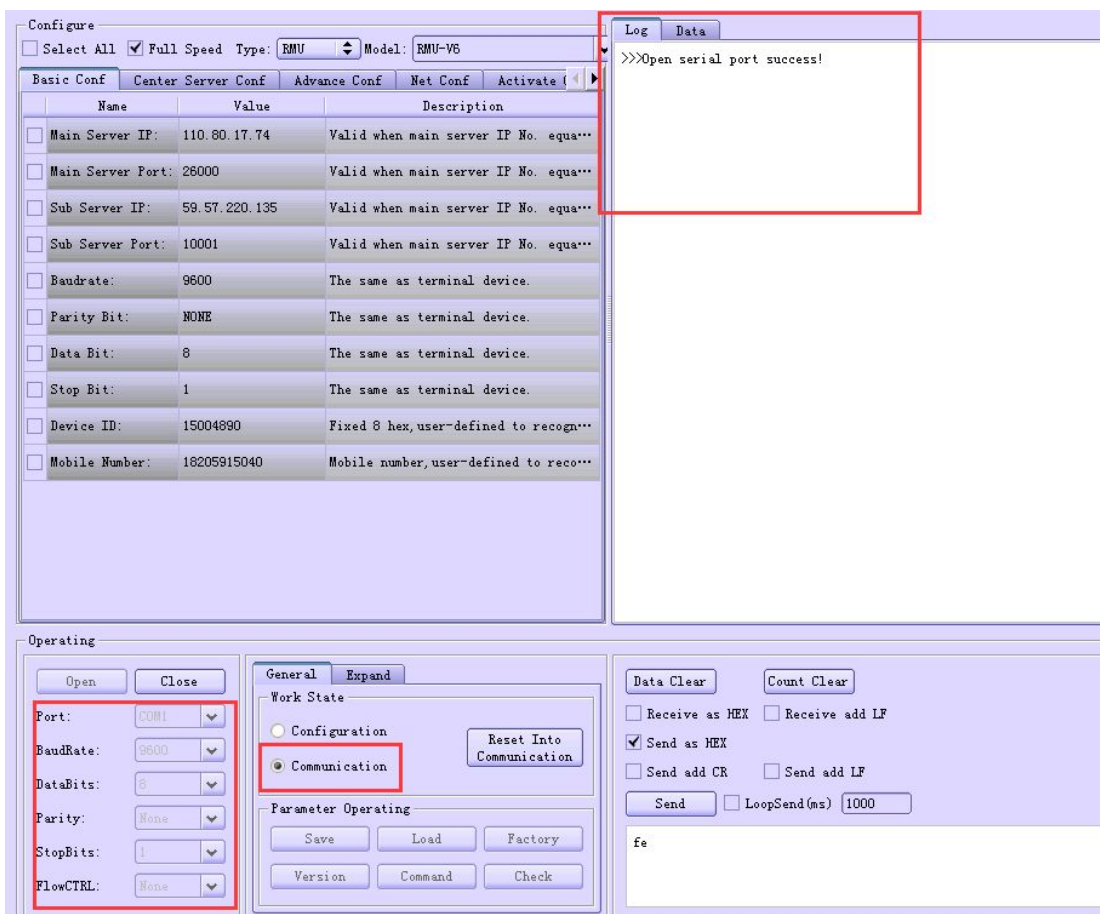 Configure
Select All Full Speed Type: RMU Model: RMU-V6
Basic Conf Center Server Conf Advance Conf Net Conf Activate
Name Value Description
Main Server IP: 110.80.17.74 Valid when main server IP No. equa···
Main Server Port: 26000 Valid when main server IP No. equa···
Sub Server IP: 59.57.220.135 Valid when main server IP No. equa···
Sub Server Port: 10001 Valid when main server IP No. equa···
Baudrate: 9600 The same as terminal device.
Parity Bit: NONE The same as terminal device.
Data Bit: 8 The same as terminal device.
Stop Bit: 1 The same as terminal device.
Device ID: 15004890 Fixed 8 hex,user-defined to recogn···
Mobile Number: 18205915040 Mobile number,user-defined to reco···
Log Data
>>>Open serial port success!
Operating
Open Close
Port: COM1
BaudRate: 9600
DataBits: 8
Parity: None
StopBits: 1
FlowCTRL: None
General Expand
Work State
Configuration
Communication
Reset Into
Communication
Parameter Operating
Save Load Factory
Version Command Check
Data Clear Count Clear
Receive as HEX Receive add LF
Send as HEX
Send add CR Send add LF
Send LoopSend(ms) 1000
fe